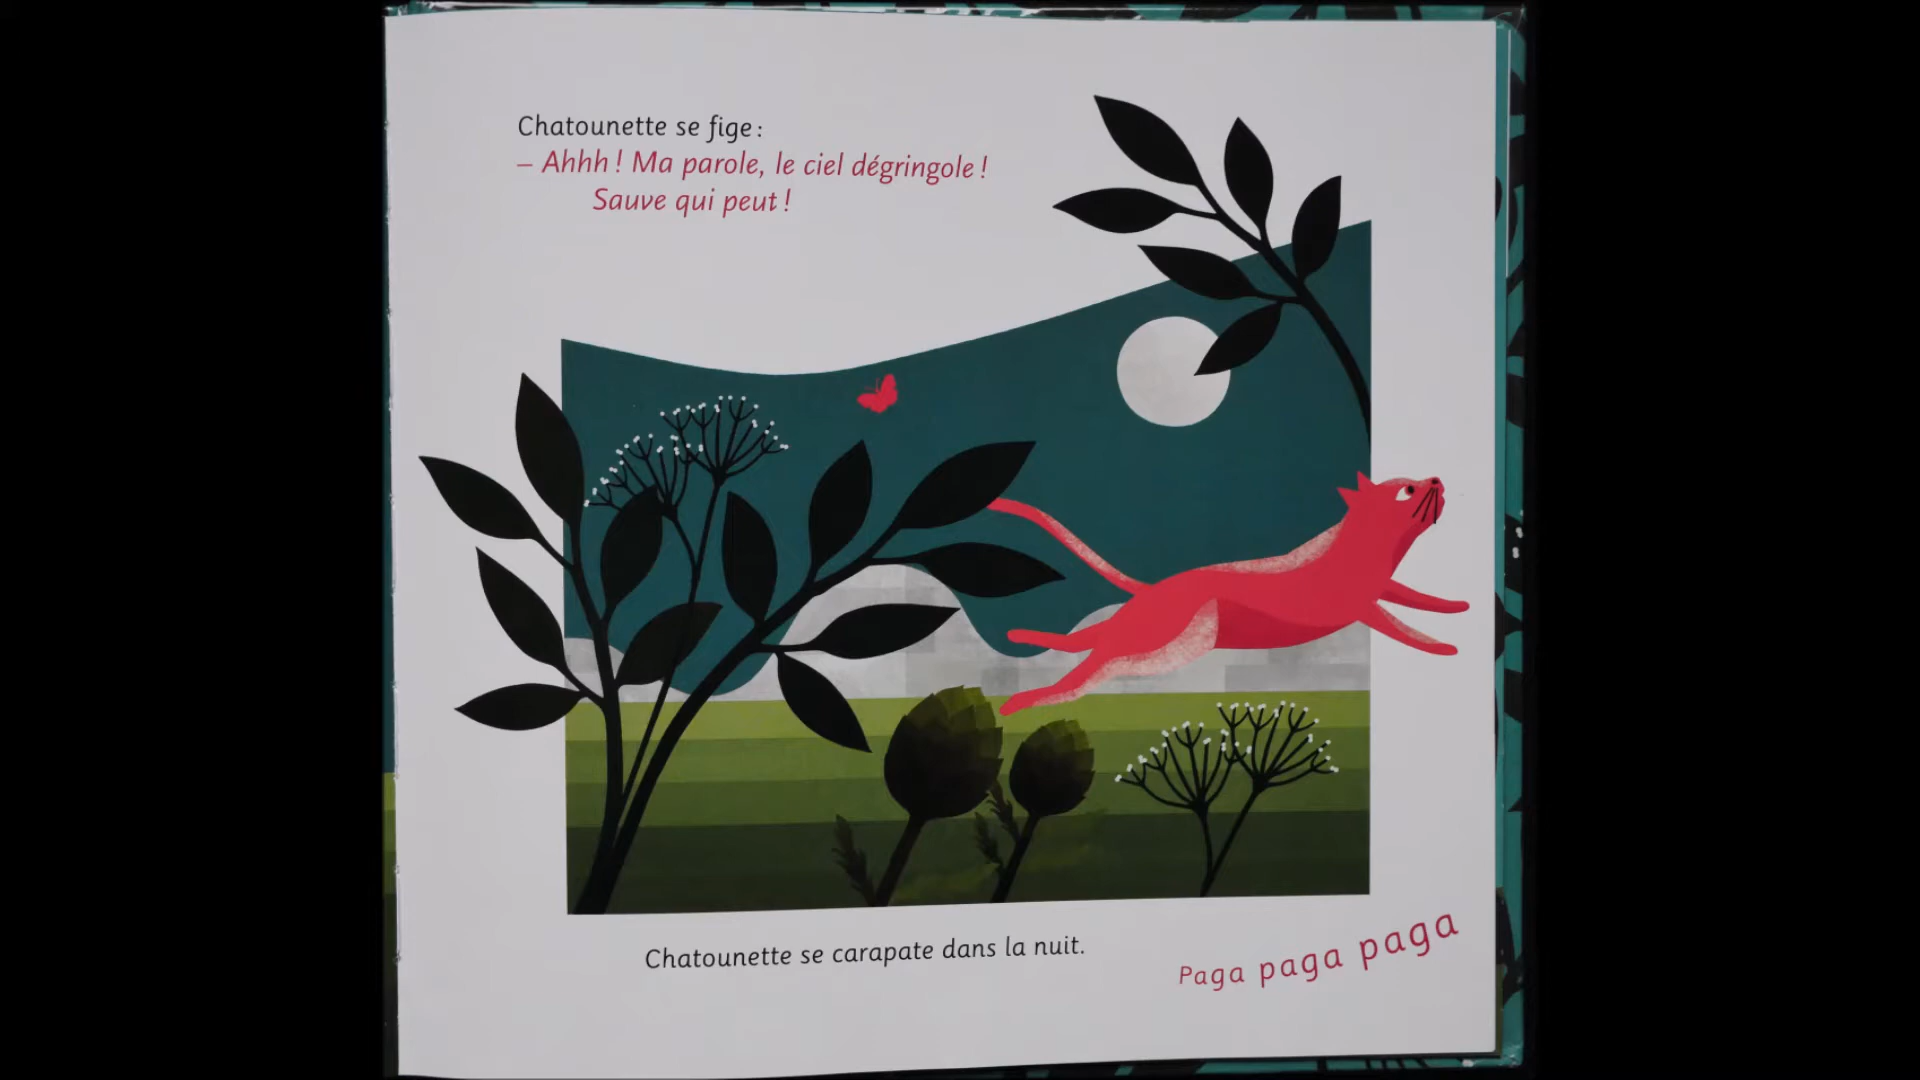 Chatounette se fige :
– Ahhh ! Ma parole, le ciel dégringole !
Sauve qui peut !
Chatounette se carapate dans la nuit.
Paga paga paga